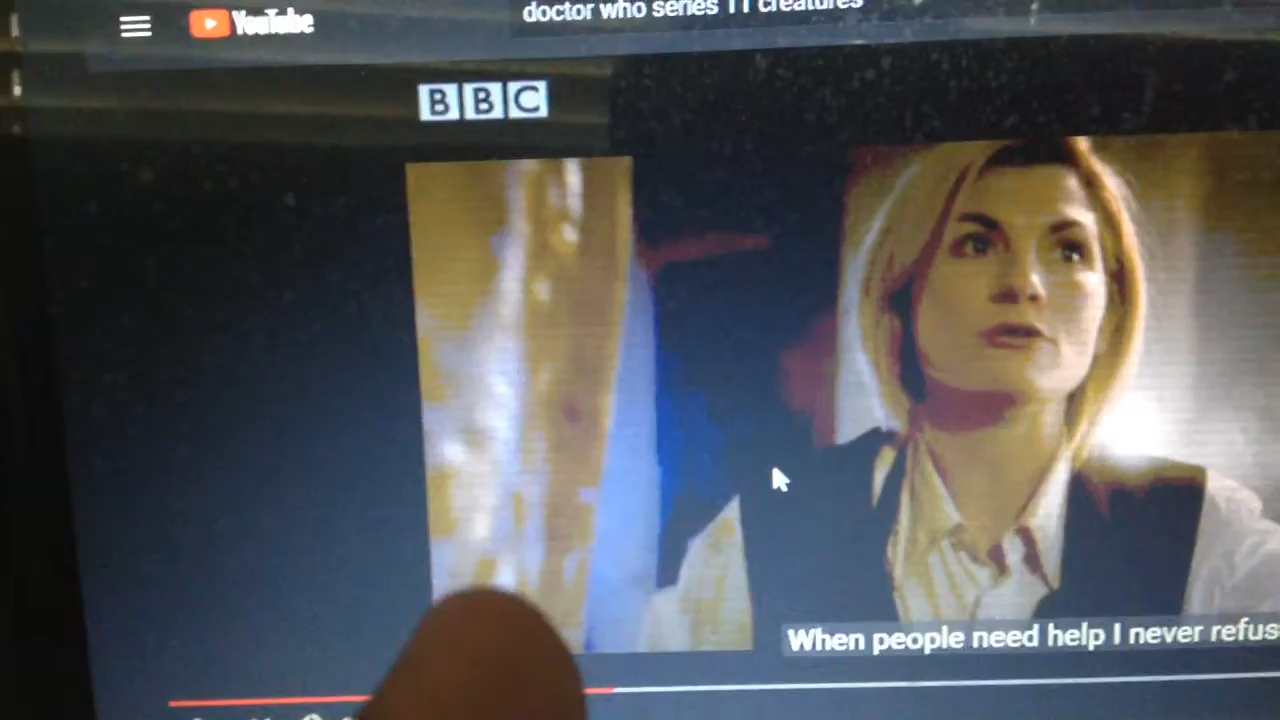 YouTube
doctor who series 11 creatures
BBC
When people need help I never refus